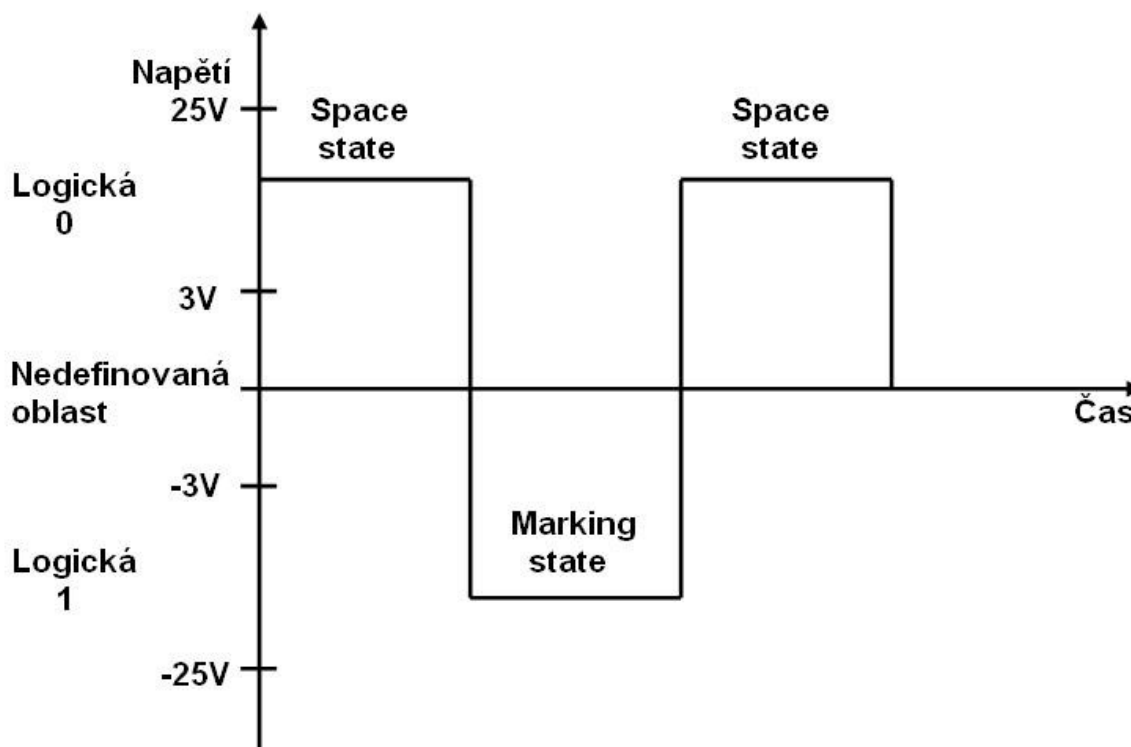 Napětí
25V
Space
state
Space
state
Logická
0
3V
Nedefinovaná
oblast
Čas
-3V
Marking
state
Logická
1
-25V